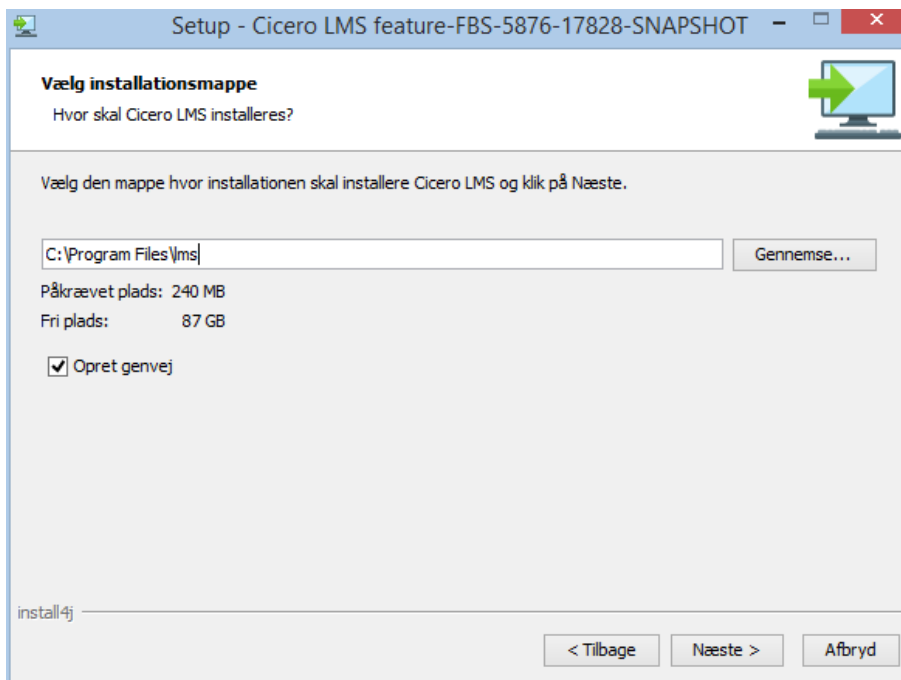 Setup - Cicero LMS feature-FBS-5876-17828-SNAPSHOT
Vælg installationsmappe
Hvor skal Cicero LMS installeres?
Vælg den mappe hvor installationen skal installere Cicero LMS og klik på Næste.
C:\Program Files\lms
Gennemse...
Påkrævet plads: 240 MB
Fri plads: 87 GB
Opret genvej
install4j
< Tilbage Næste > Afbryd